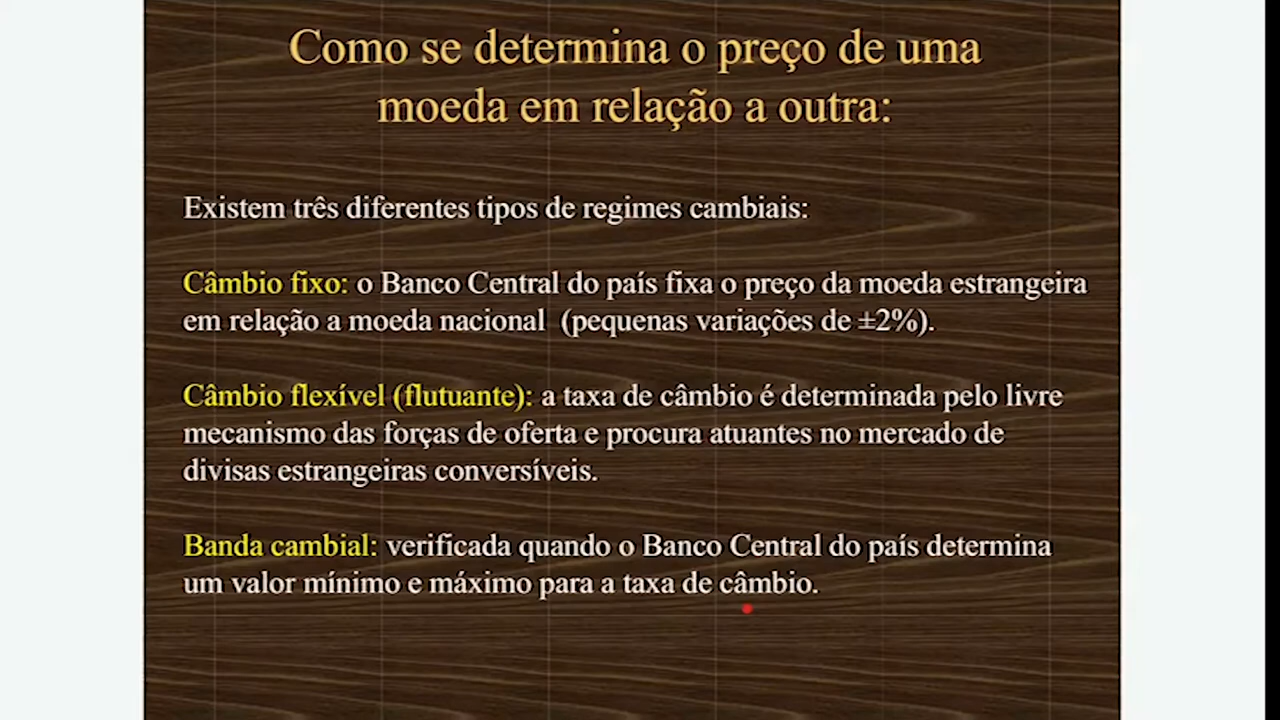 Como se determina o preço de uma
moeda em relação a outra:
Existem três diferentes tipos de regimes cambiais:
Câmbio fixo: o Banco Central do país fixa o preço da moeda estrangeira
em relação a moeda nacional (pequenas variações de ±2%).
Câmbio flexível (flutuante): a taxa de câmbio é determinada pelo livre
mecanismo das forças de oferta e procura atuantes no mercado de
divisas estrangeiras conversíveis.
Banda cambial: verificada quando o Banco Central do país determina
um valor mínimo e máximo para a taxa de câmbio.